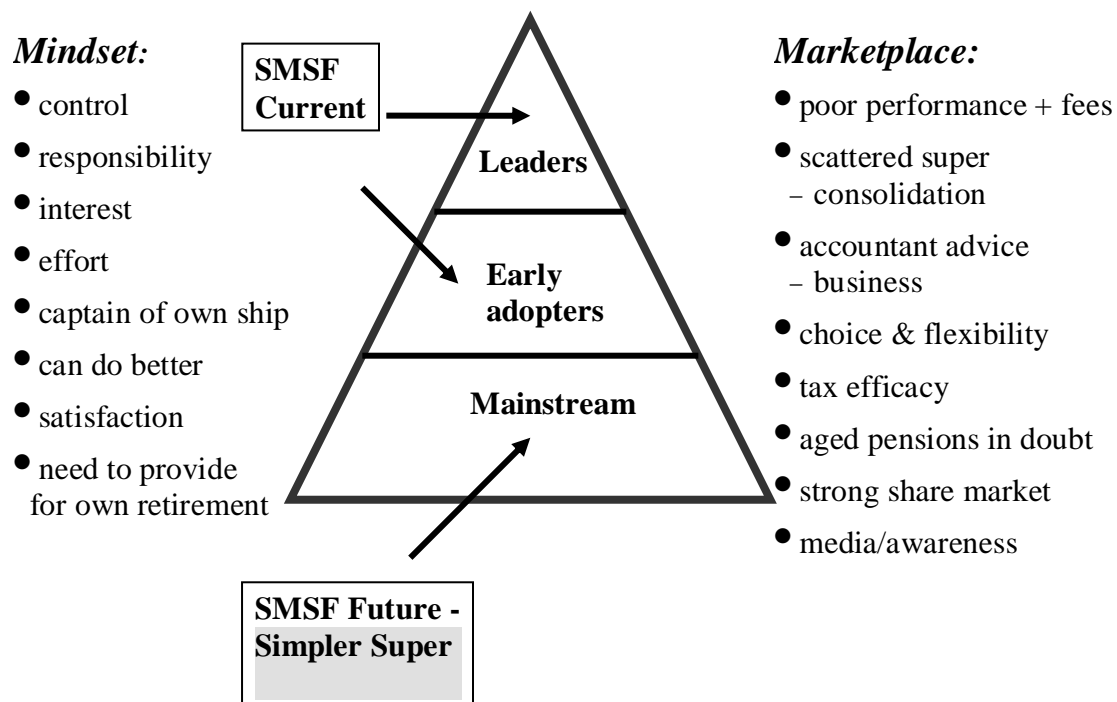 Mindset:
● control
● responsibility
● interest
● effort
● captain of own ship
● can do better
● satisfaction
● need to provide
for own retirement
SMSF
Current
Leaders
Early
adopters
Mainstream
SMSF Future -
Simpler Super
Marketplace:
● poor performance + fees
● scattered super
– consolidation
● accountant advice
– business
● choice & flexibility
● tax efficacy
● aged pensions in doubt
● strong share market
● media/awareness